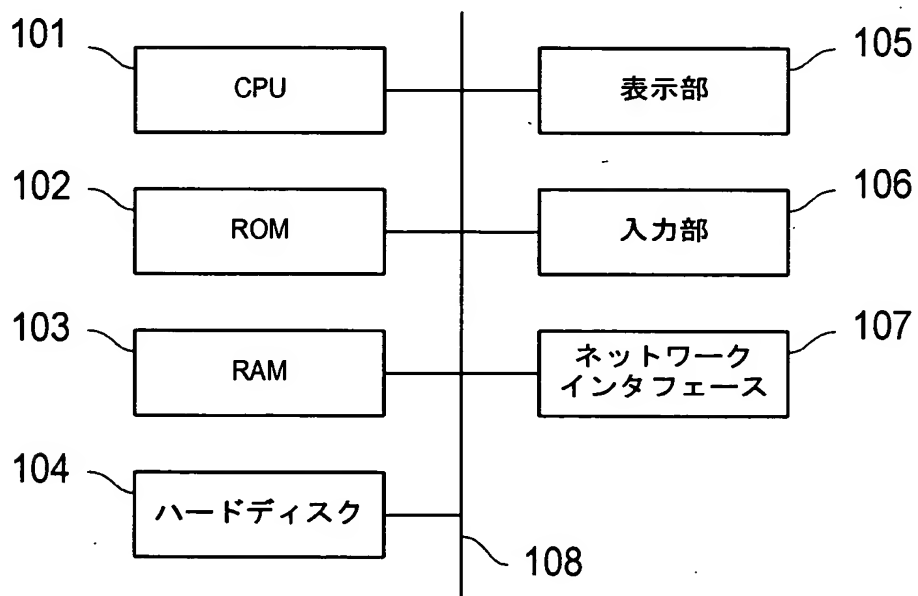 101
CPU
105
表示部
102
ROM
106
入力部
103
RAM
107
ネットワーク
インタフェース
104
ハードディスク
108